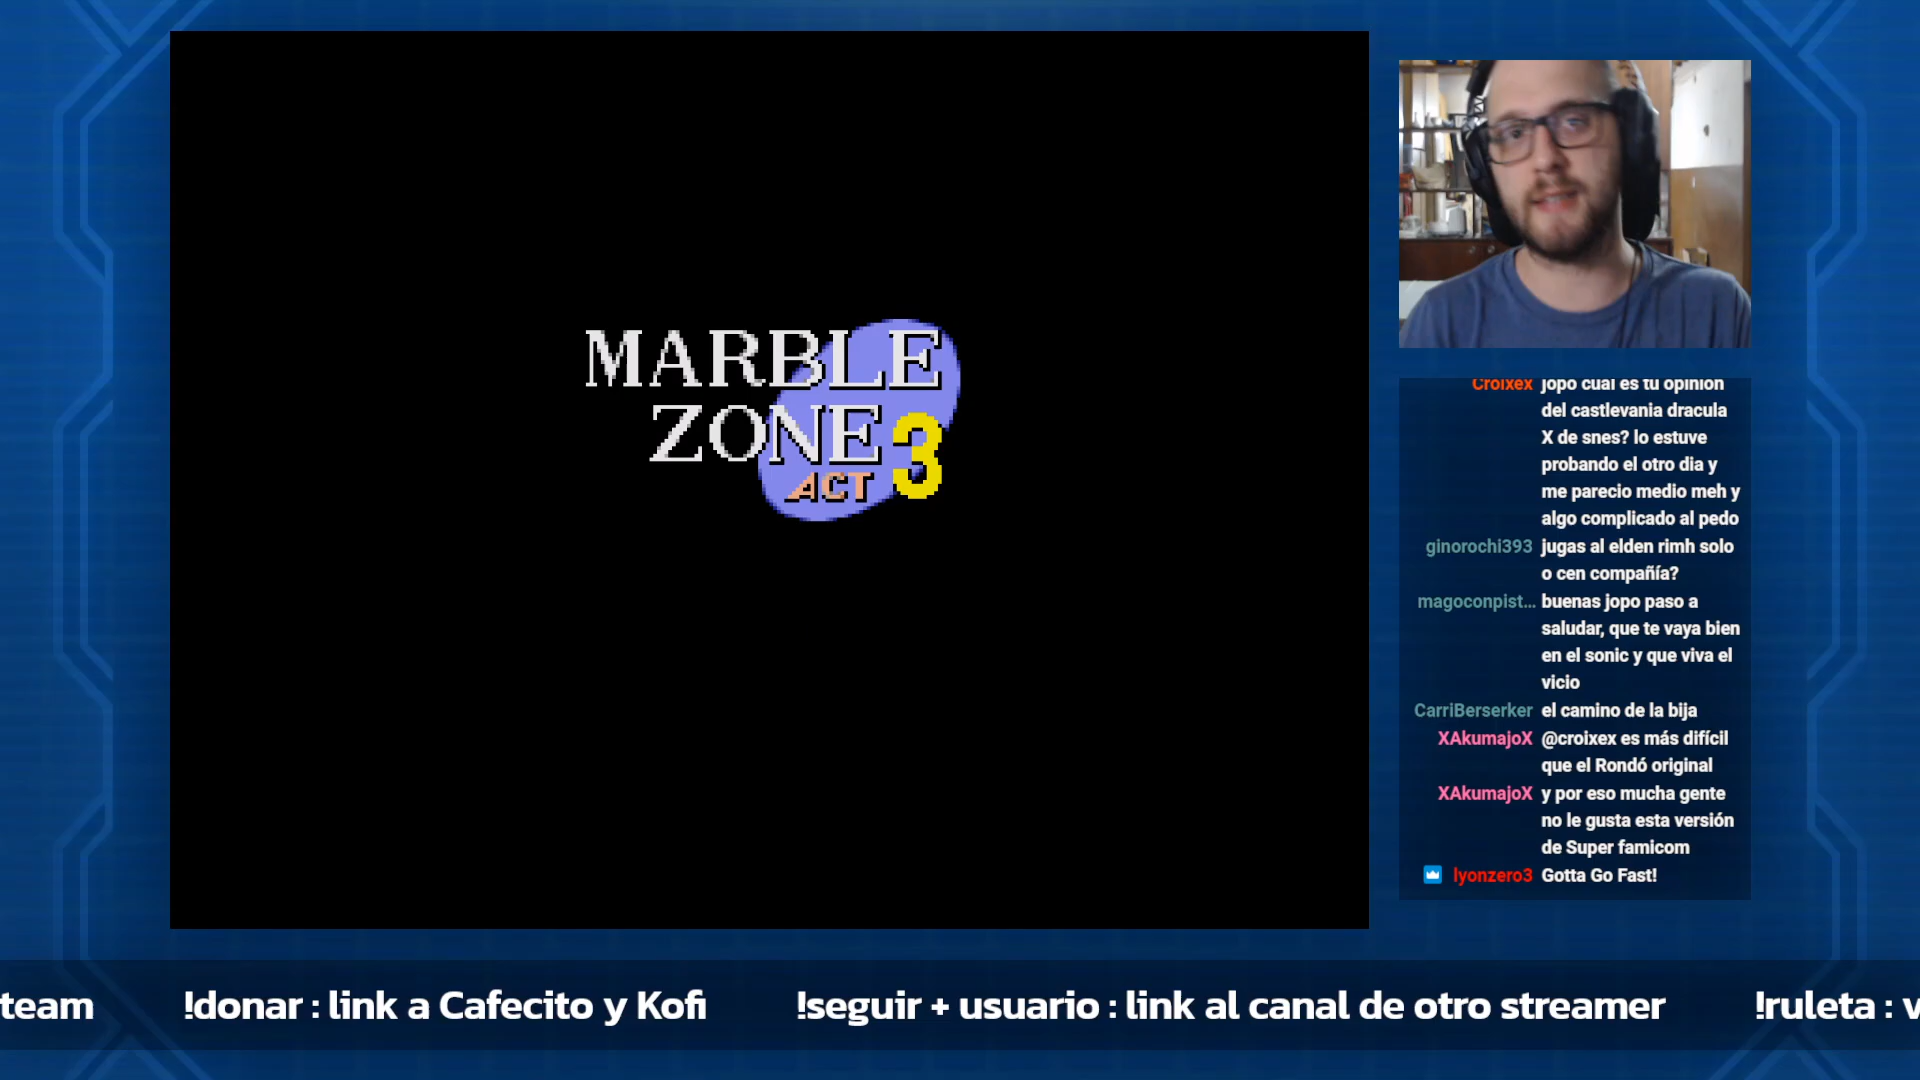 MARBLE
ZONE
ACT 3
Croixex jopo cual es tu opinion
del castlevania dracula
X de snes? lo estuve
probando el otro dia y
me parecio medio meh y
algo complicado al pedo
ginorochi393 jugas al elden rimh solo
o cen compañía?
magoconpist... buenas jopo paso a
saludar, que te vaya bien
en el sonic y que viva el
vicio
CarriBerserker el camino de la bija
XAkumajoX @croixex es más difícil
que el Rondó original
XAkumajoX y por eso mucha gente
no le gusta esta versión
de Super famicom
lyonzero3 Gotta Go Fast!
team !donar : link a Cafecito y Kofi !seguir + usuario : link al canal de otro streamer !ruleta : v